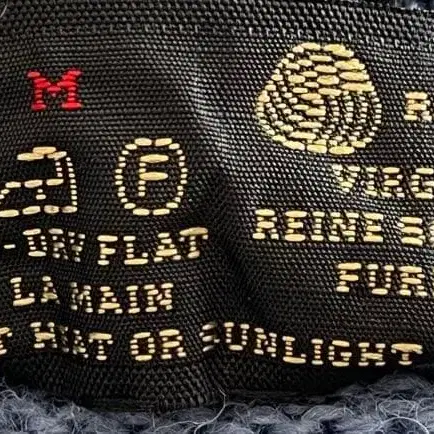 M
F
VIRG
-DRY FLAT
REINE
LA MAIN
FUR
HEAT OR SUNLIGHT